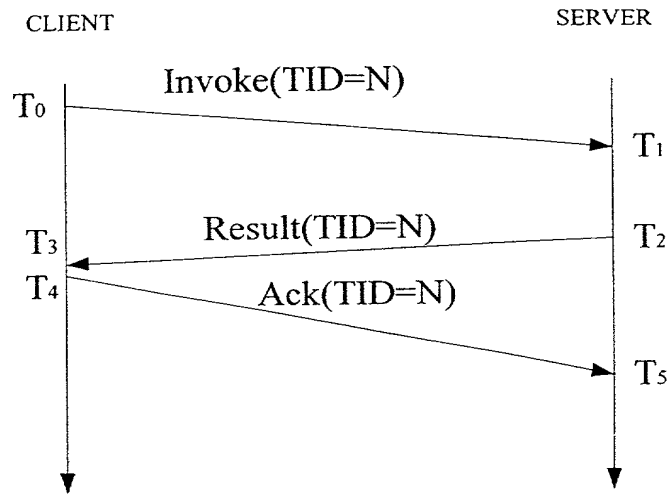 CLIENT
SERVER
Invoke(TID=N)
T0
T1
Result(TID=N)
T2
T3
T4
Ack(TID=N)
T5